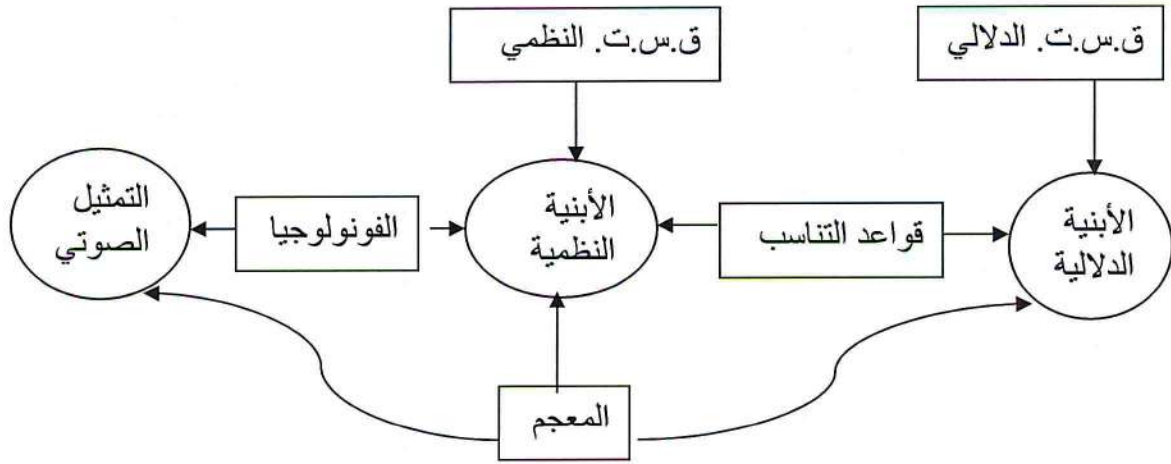 ق.س.ت. الدلالي
ق.س.ت. النظمي
الأبنية
الدلالية
قواعد التناسب
الأبنية
النظمية
الفونولوجيا
التمثيل
الصوتي
المعجم